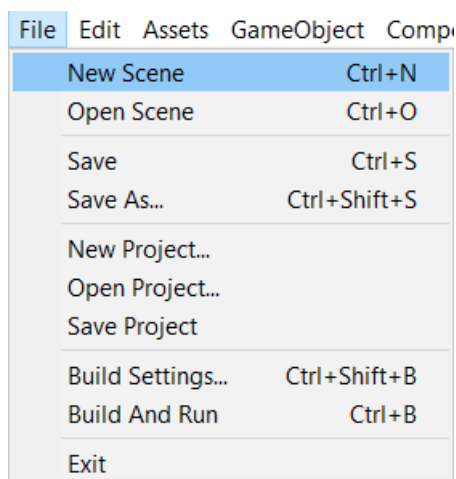 File Edit Assets GameObject Compo
New Scene Ctrl+N
Open Scene Ctrl+O
Save Ctrl+S
Save As... Ctrl+Shift+S
New Project...
Open Project...
Save Project
Build Settings... Ctrl+Shift+B
Build And Run Ctrl+B
Exit